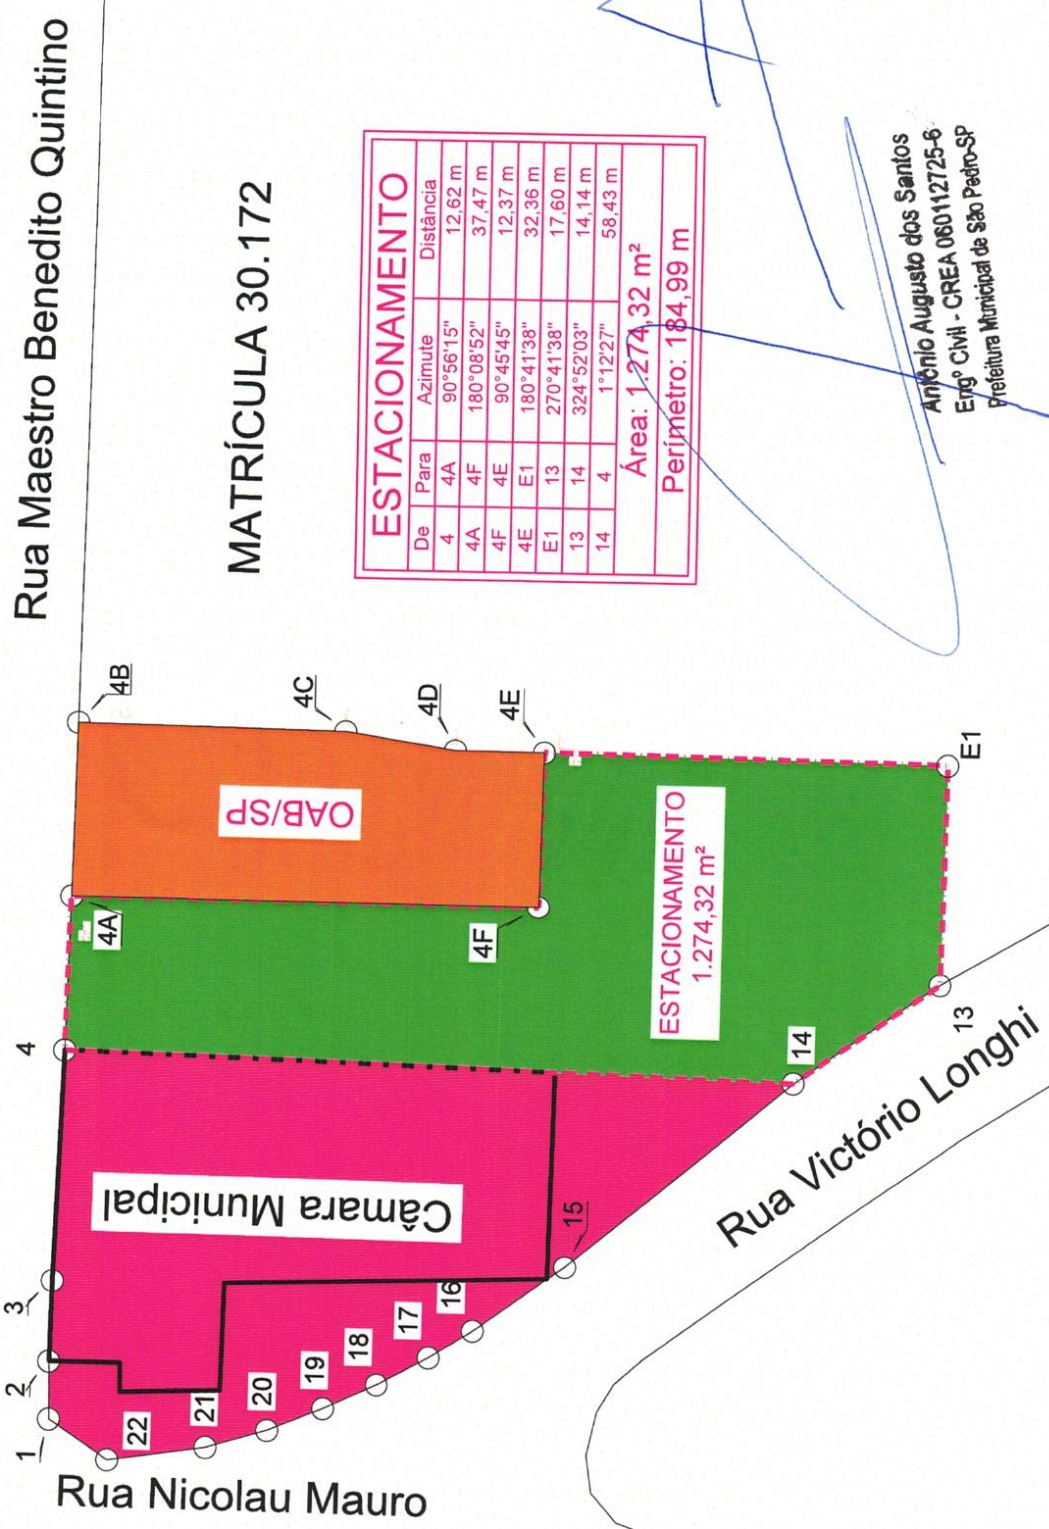 Rua Maestro Benedito Quintino
MATRÍCULA 30.172
ESTACIONAMENTO
De Para Azimute Distância
4 4A 90°56'15" 12,62 m
4A 4F 180°08'52" 37,47 m
4F 4E 90°45'45" 12,37 m
4E E1 180°41'38" 32,36 m
E1 13 270°41'38" 17,60 m
13 14 324°52'03" 14,14 m
14 4 1°12'27" 58,43 m
Área: 1.274,32 m²
Perímetro: 184,99 m
Antônio Augusto dos Santos
Engº Civil - CREA 060112725-6
Prefeitura Municipal de São Pedro-SP
1
2
3
4
4A
4B
4C
4D
4E
4F
E1
OAB/SP
ESTACIONAMENTO
1.274,32 m²
Câmara Municipal
13
14
15
16
17
18
19
20
21
22
Rua Victório Longhi
Rua Nicolau Mauro